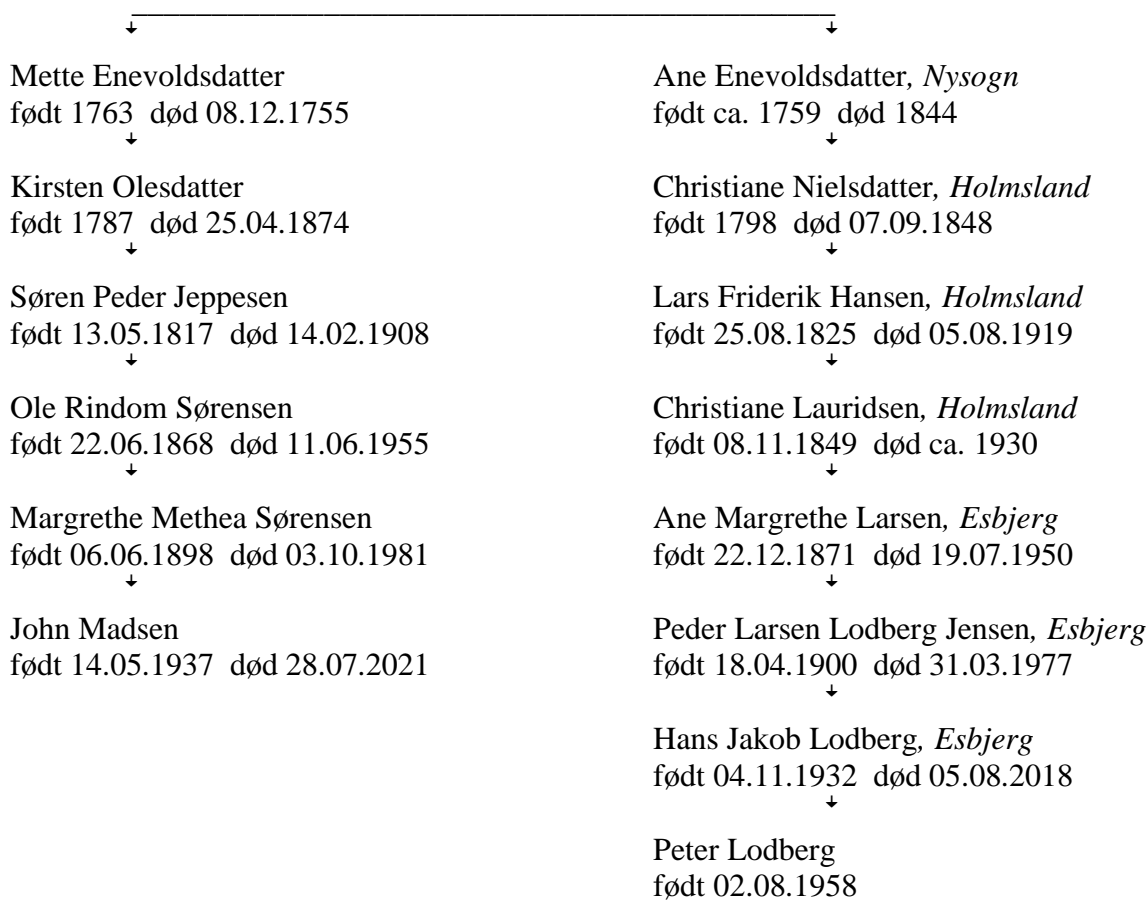 Mette Enevoldsdatter
født 1763 død 08.12.1755
Kirsten Olesdatter
født 1787 død 25.04.1874
Søren Peder Jeppesen
født 13.05.1817 død 14.02.1908
Ole Rindom Sørensen
født 22.06.1868 død 11.06.1955
Margrethe Methea Sørensen
født 06.06.1898 død 03.10.1981
John Madsen
født 14.05.1937 død 28.07.2021
Ane Enevoldsdatter, Nysogn
født ca. 1759 død 1844
Christiane Nielsdatter, Holmsland
født 1798 død 07.09.1848
Lars Friderik Hansen, Holmsland
født 25.08.1825 død 05.08.1919
Christiane Lauridsen, Holmsland
født 08.11.1849 død ca. 1930
Ane Margrethe Larsen, Esbjerg
født 22.12.1871 død 19.07.1950
Peder Larsen Lodberg Jensen, Esbjerg
født 18.04.1900 død 31.03.1977
Hans Jakob Lodberg, Esbjerg
født 04.11.1932 død 05.08.2018
Peter Lodberg
født 02.08.1958